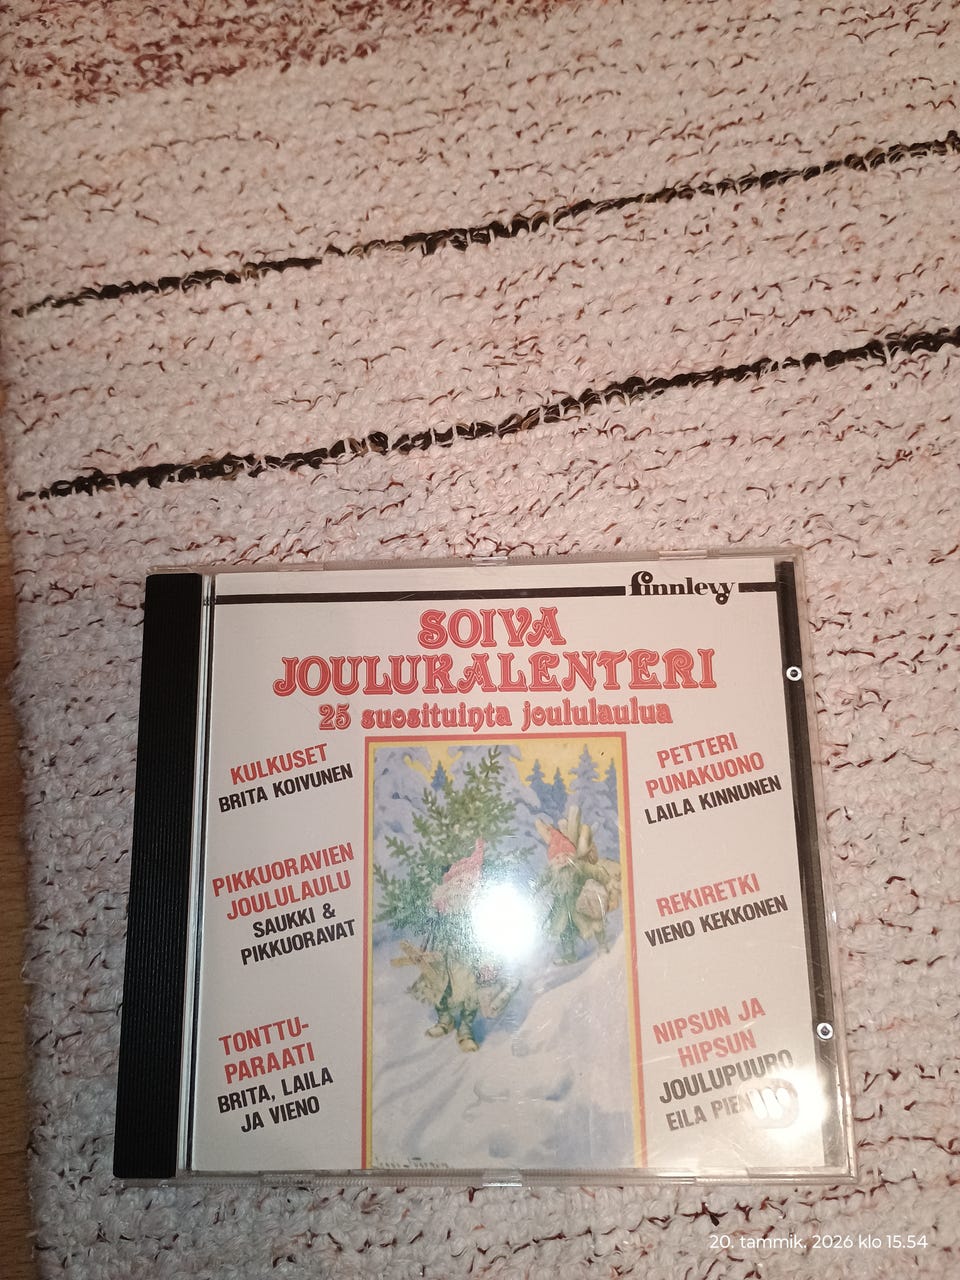 finnlevy
SOIVA
JOULUKALENTERI
25 suosituinta joululaulua
KULKUSET
BRITA KOIVUNEN
PIKKUORAVIEN
JOULULAULU
SAUKKI &
PIKKUORAVAT
TONTTU-
PARAATI
BRITA, LAILA
JA VIENO
PETTERI
PUNAKUONO
LAILA KINNUNEN
REKIRETKI
VIENO KEKKONEN
NIPSUN JA
HIPSUN
JOULUPUURO
EILA
20. tammik. 2026 klo 15.54